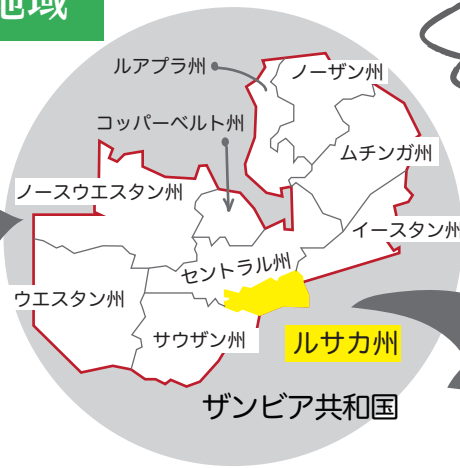 地域
ルアプラ州
ノーザン州
コッパーベルト州
ムチンガ州
ノースウエスタン州
イースタン州
セントラル州
ウエスタン州
サウザン州
ルサカ州
ザンビア共和国